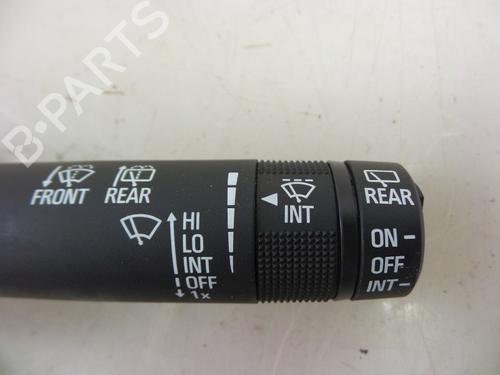 B-PARTS
FRONT REAR
HI
LO
INT
OFF
1x
INT
REAR
ON
OFF
INT